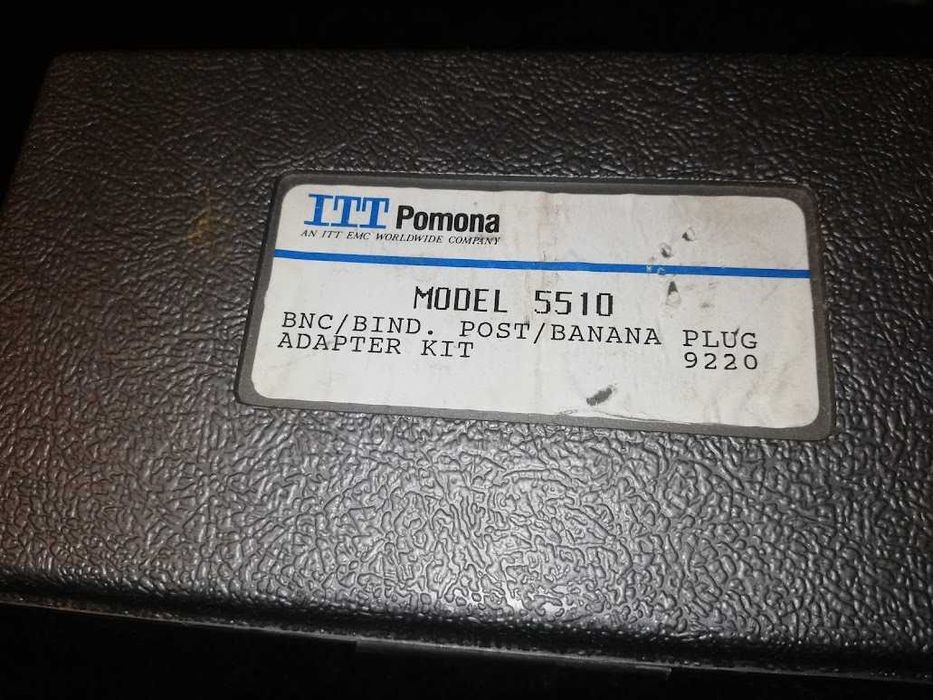 ITT Pomona
AN ITT EMC WORLDWIDE COMPANY
MODEL 5510
BNC/BIND. POST/BANANA PLUG
ADAPTER KIT 9220